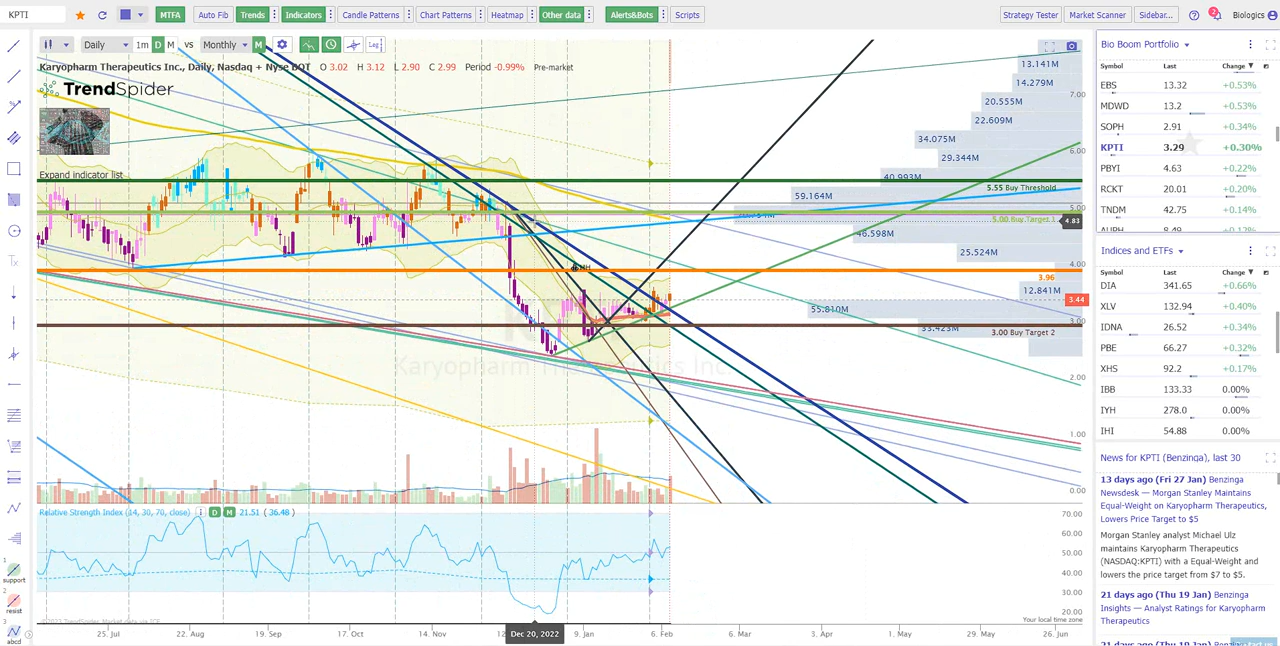 KPTI
MTFA
Auto Fib
Trends
Indicators
Candle Patterns
Chart Patterns
Heatmap
Other data
Alerts&Bots
Scripts
Strategy Tester
Market Scanner
Sidebar...
2
Biologics
Daily
1m D M
vs
Monthly
M
Karyopharm Therapeutics Inc., Daily, Nasdaq + Nyse BQT O 3.02 H 3.12 L 2.90 C 2.99 Period -0.99% Pre-market
TrendSpider
Expand indicator list
13.141M
14.279M
20.555M
22.609M
34.075M
29.344M
40.993M
59.164M
46.598M
25.524M
12.841M
55.810M
33.423M
5.55 Buy Threshold
5.00 Buy Target 1
3.96
3.00 Buy Target 2
7.00
6.00
5.00
4.83
4.00
3.44
3.00
2.00
1.00
0.00
Karyopharm Therapeutics Inc
Relative Strength Index (14, 30, 70, close) D M 21.51 ( 36.48 )
70.00
60.00
50.00
40.00
30.00
20.00
Your local time zone
25. Jul
22. Aug
19. Sep
17. Oct
14. Nov
Dec 20, 2022
9. Jan
6. Feb
6. Mar
3. Apr
1. May
29. May
26. Jun
Tx
1
support
2
resist
3
abcd
Bio Boom Portfolio
Symbol Last Change
EBS 13.32 +0.53%
MDWD 13.2 +0.53%
SOPH 2.91 +0.34%
KPTI 3.29 +0.30%
PBYI 4.63 +0.22%
RCKT 20.01 +0.20%
TNDM 42.75 +0.14%
Indices and ETFs
Symbol Last Change
DIA 341.65 +0.66%
XLV 132.94 +0.40%
IDNA 26.52 +0.34%
PBE 66.27 +0.32%
XHS 92.2 +0.17%
IBB 133.33 0.00%
IYH 278.0 0.00%
IHI 54.88 0.00%
News for KPTI (Benzinga), last 30
13 days ago (Fri 27 Jan) Benzinga
Newsdesk — Morgan Stanley Maintains
Equal-Weight on Karyopharm Therapeutics,
Lowers Price Target to $5
Morgan Stanley analyst Michael Ulz
maintains Karyopharm Therapeutics
(NASDAQ:KPTI) with a Equal-Weight and
lowers the price target from $7 to $5.
21 days ago (Thu 19 Jan) Benzinga
Insights — Analyst Ratings for Karyopharm
Therapeutics
21 days ago (Thu 19 Jan)